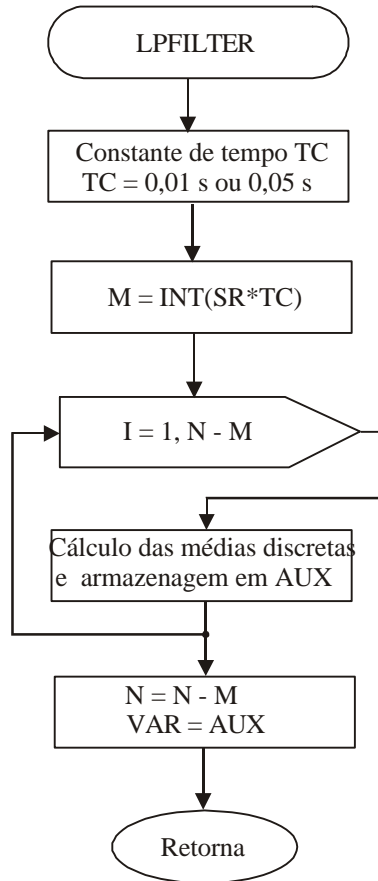 LPFILTER
Constante de tempo TC
TC = 0,01 s ou 0,05 s
M = INT(SR*TC)
I = 1, N - M
Cálculo das médias discretas
e armazenagem em AUX
N = N - M
VAR = AUX
Retorna